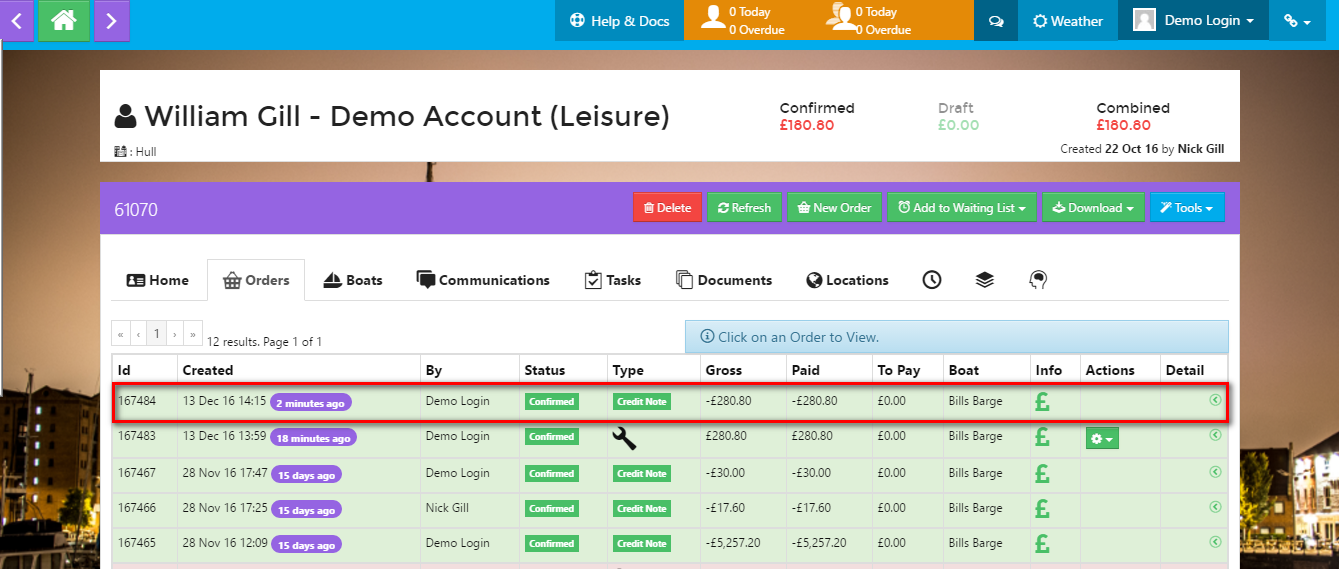 Help & Docs 0 Today 0 Today Weather Demo Login
0 Overdue 0 Overdue
William Gill - Demo Account (Leisure) Confirmed Draft Combined
£180.80 £0.00 £180.80
: Hull Created 22 Oct 16 by Nick Gill
61070 Delete Refresh New Order Add to Waiting List Download Tools
Home Orders Boats Communications Tasks Documents Locations
« ‹ 1 › » 12 results. Page 1 of 1 Click on an Order to View.
Id Created By Status Type Gross Paid To Pay Boat Info Actions Detail
167484 13 Dec 16 14:15 2 minutes ago Demo Login Confirmed Credit Note -£280.80 -£280.80 £0.00 Bills Barge £
167483 13 Dec 16 13:59 18 minutes ago Demo Login Confirmed £280.80 £280.80 £0.00 Bills Barge £
167467 28 Nov 16 17:47 15 days ago Demo Login Confirmed Credit Note -£30.00 -£30.00 £0.00 Bills Barge £
167466 28 Nov 16 17:25 15 days ago Nick Gill Confirmed Credit Note -£17.60 -£17.60 £0.00 Bills Barge £
167465 28 Nov 16 12:09 15 days ago Demo Login Confirmed Credit Note -£5,257.20 -£5,257.20 £0.00 Bills Barge £